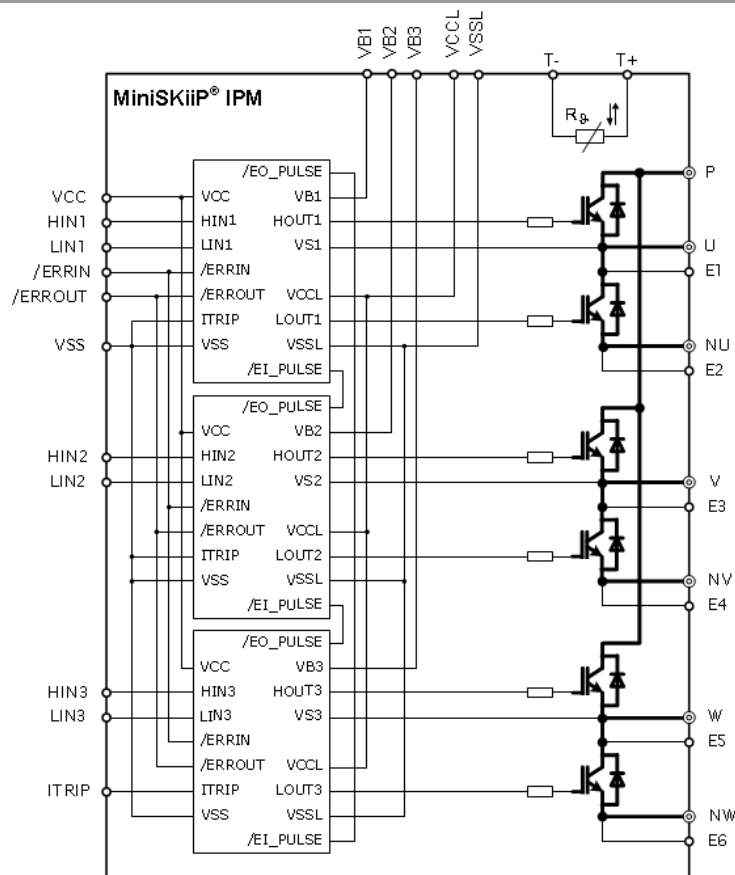 VB1
VB2
VB3
VCCL
VSSL
T- T+
MiniSKiiP® IPM
Rϑ
/EO_PULSE
P
VCC VCC VB1
HIN1 HIN1 HOUT1
LIN1 LIN1 VS1 U
/ERRIN /ERRIN E1
/ERROUT /ERROUT VCCL
ITRIP LOUT1
VSS VSS VSSL NU
/EI_PULSE E2
/EO_PULSE
VCC VB2
HIN2 HIN2 HOUT2
LIN2 LIN2 VS2 V
/ERRIN E3
/ERROUT VCCL
ITRIP LOUT2
VSS VSSL NV
/EI_PULSE E4
/EO_PULSE
VCC VB3
HIN3 HIN3 HOUT3
LIN3 LIN3 VS3 W
/ERRIN E5
/ERROUT VCCL
ITRIP ITRIP LOUT3
VSS VSSL NW
/EI_PULSE E6